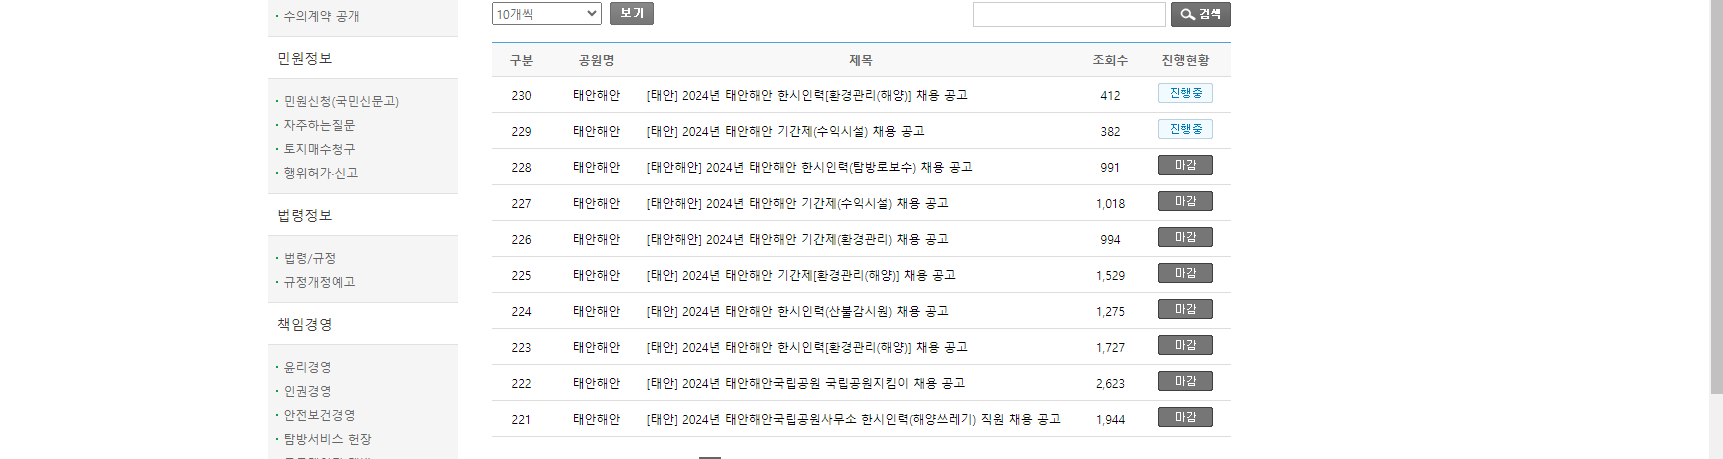 수의계약 공개
민원정보
민원신청(국민신문고)
자주하는질문
토지매수청구
행위허가·신고
법령정보
법령/규정
규정개정예고
책임경영
윤리경영
인권경영
안전보건경영
탐방서비스 헌장
10개씩 보기 검색
구분 공원명 제목 조회수 진행현황
230 태안해안 [태안] 2024년 태안해안 한시인력[환경관리(해양)] 채용 공고 412 진행중
229 태안해안 [태안] 2024년 태안해안 기간제(수익시설) 채용 공고 382 진행중
228 태안해안 [태안해안] 2024년 태안해안 한시인력(탐방로보수) 채용 공고 991 마감
227 태안해안 [태안해안] 2024년 태안해안 기간제(수익시설) 채용 공고 1,018 마감
226 태안해안 [태안해안] 2024년 태안해안 기간제(환경관리) 채용 공고 994 마감
225 태안해안 [태안] 2024년 태안해안 기간제[환경관리(해양)] 채용 공고 1,529 마감
224 태안해안 [태안] 2024년 태안해안 한시인력(산불감시원) 채용 공고 1,275 마감
223 태안해안 [태안] 2024년 태안해안 한시인력[환경관리(해양)] 채용 공고 1,727 마감
222 태안해안 [태안] 2024년 태안해안국립공원 국립공원지킴이 채용 공고 2,623 마감
221 태안해안 [태안] 2024년 태안해안국립공원사무소 한시인력(해양쓰레기) 직원 채용 공고 1,944 마감